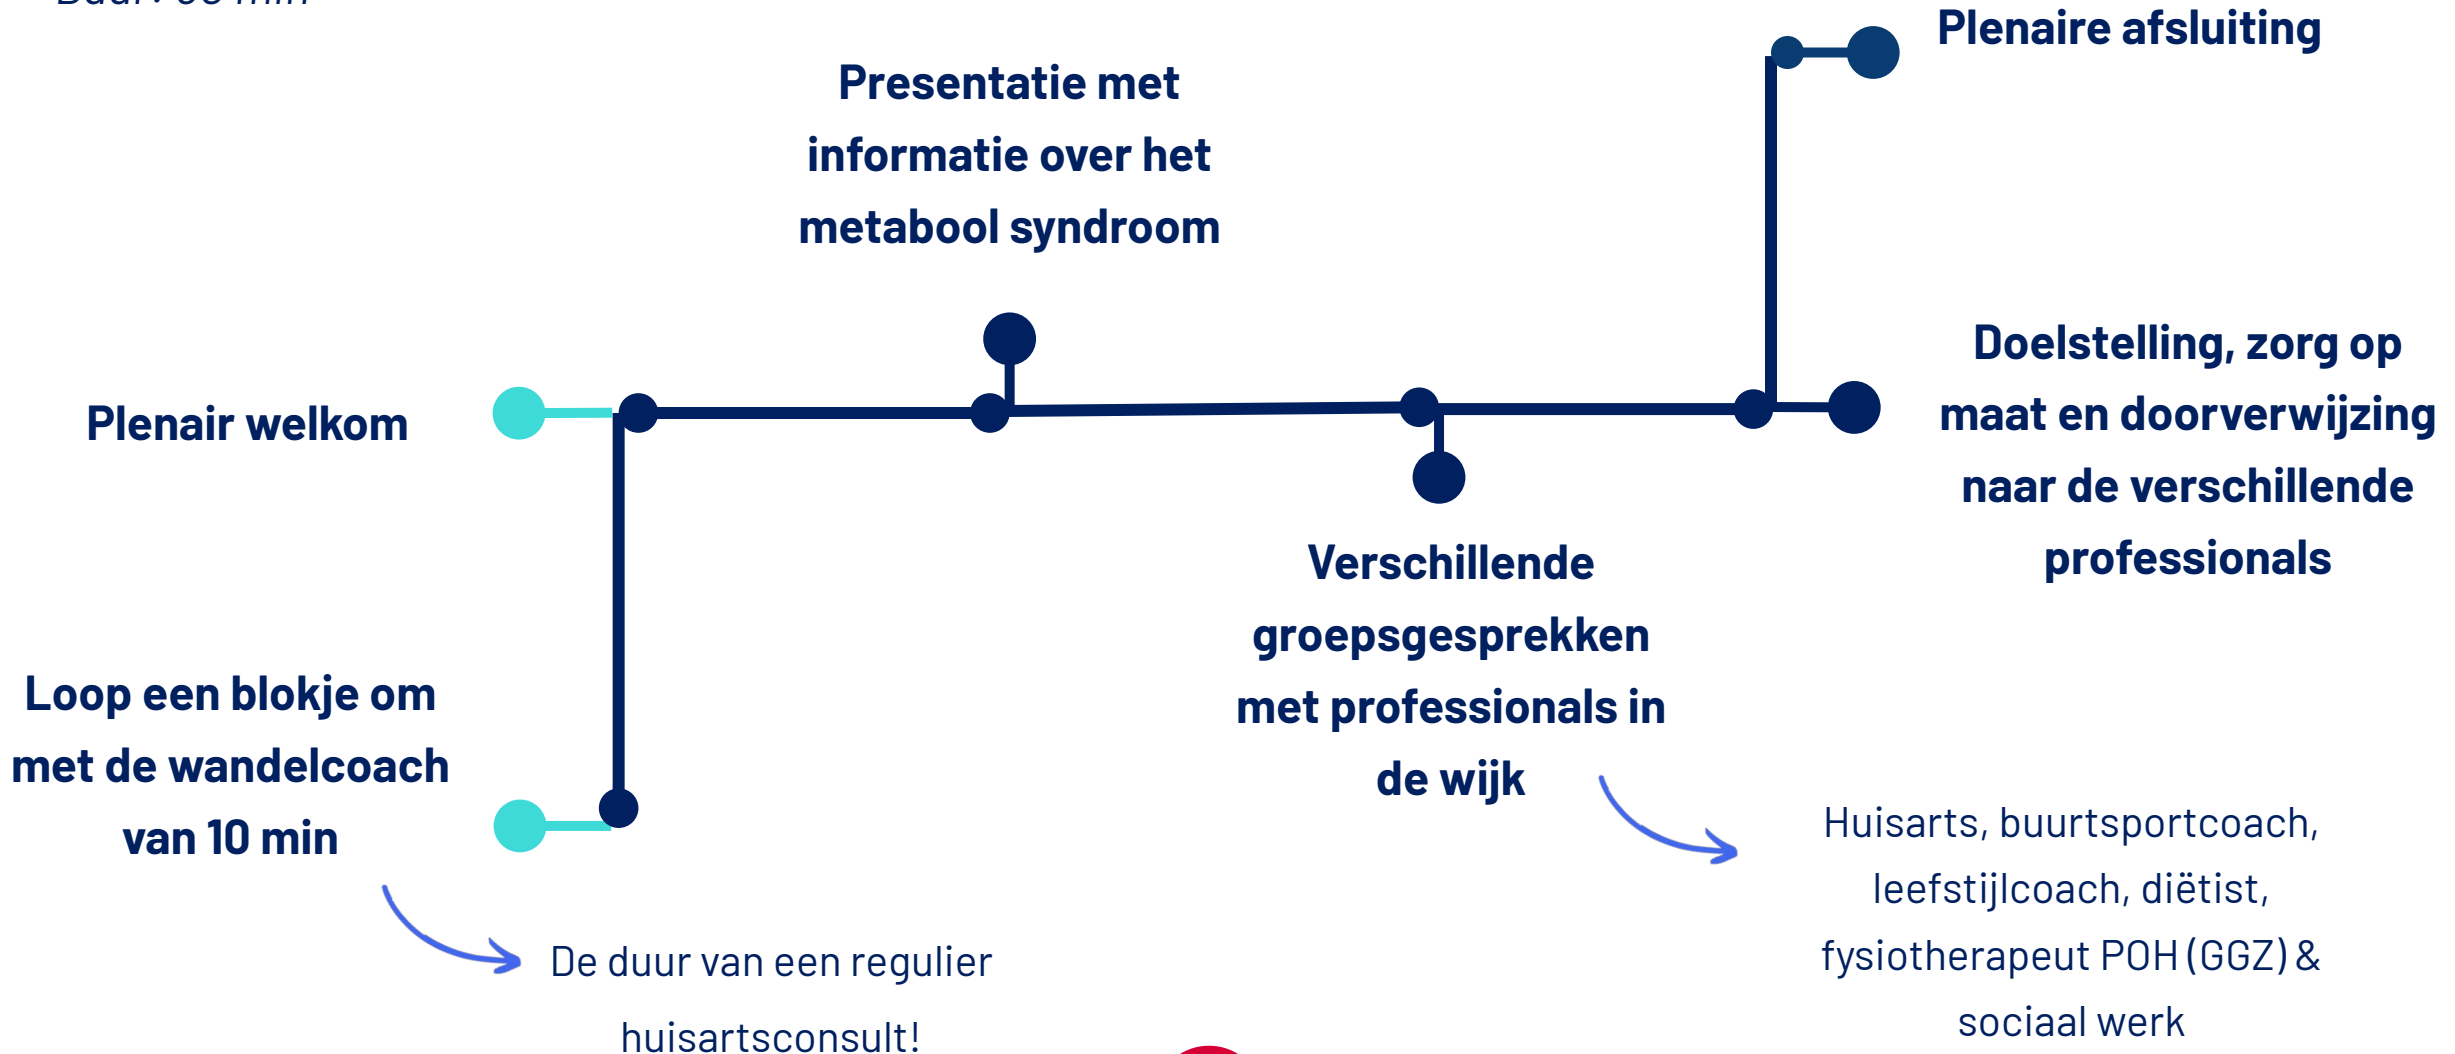 Plenaire afsluiting
Presentatie met
informatie over het
metabool syndroom
Plenair welkom
Doelstelling, zorg op
maat en doorverwijzing
naar de verschillende
professionals
Verschillende
groepsgesprekken
met professionals in
de wijk
Loop een blokje om
met de wandelcoach
van 10 min
Huisarts, buurtsportcoach,
leefstijlcoach, diëtist,
fysiotherapeut POH (GGZ) &
sociaal werk
De duur van een regulier
huisartsconsult!